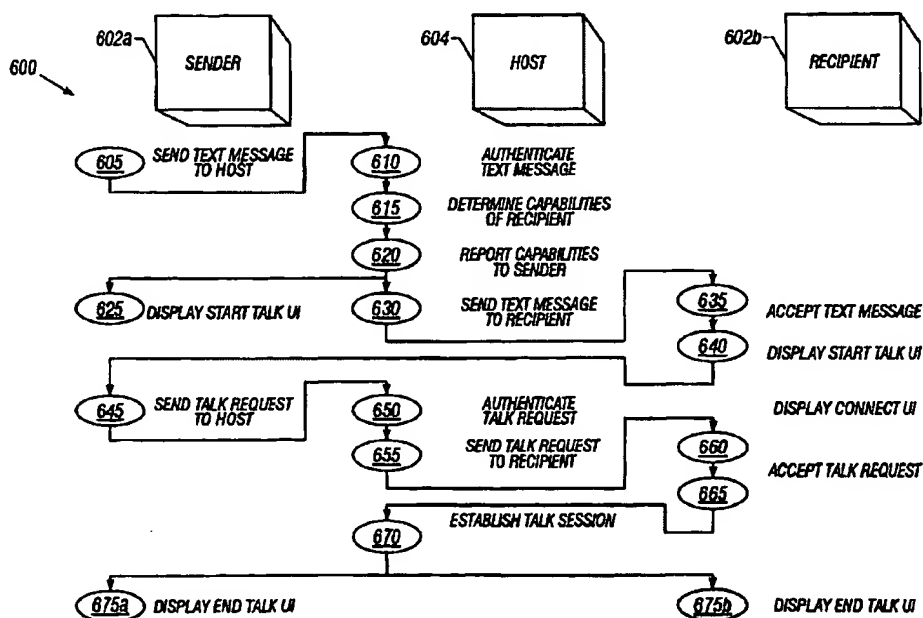 602a
604
602b
600
SENDER
HOST
RECIPIENT
605
SEND TEXT MESSAGE
TO HOST
610
AUTHENTICATE
TEXT MESSAGE
615
DETERMINE CAPABILITIES
OF RECIPIENT
620
REPORT CAPABILITIES
TO SENDER
625
DISPLAY START TALK UI
630
SEND TEXT MESSAGE
TO RECIPIENT
635
ACCEPT TEXT MESSAGE
640
DISPLAY START TALK UI
645
SEND TALK REQUEST
TO HOST
650
AUTHENTICATE
TALK REQUEST
DISPLAY CONNECT UI
655
SEND TALK REQUEST
TO RECIPIENT
660
ACCEPT TALK REQUEST
665
ESTABLISH TALK SESSION
670
675a
DISPLAY END TALK UI
675b
DISPLAY END TALK UI